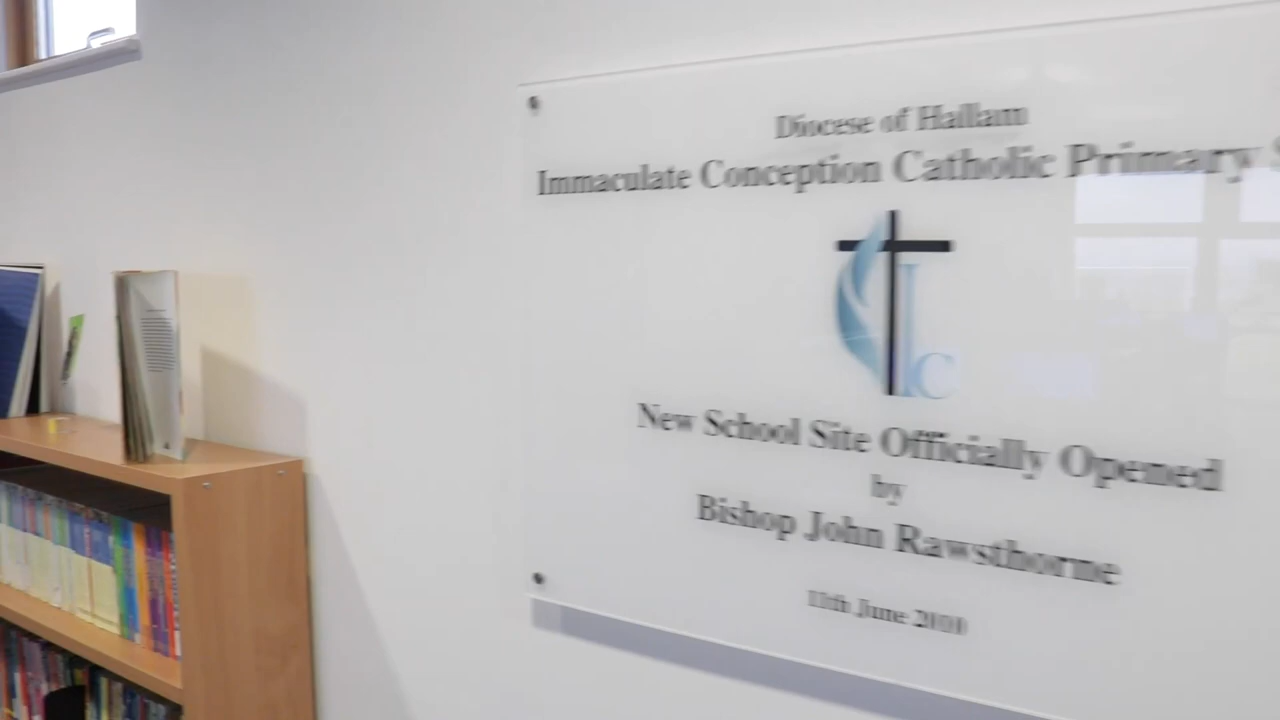 Diocese of Hallam
Immaculate Conception Catholic Primary S
IC
New School Site Officially Opened
by
Bishop John Rawsthorne
11th June 2010